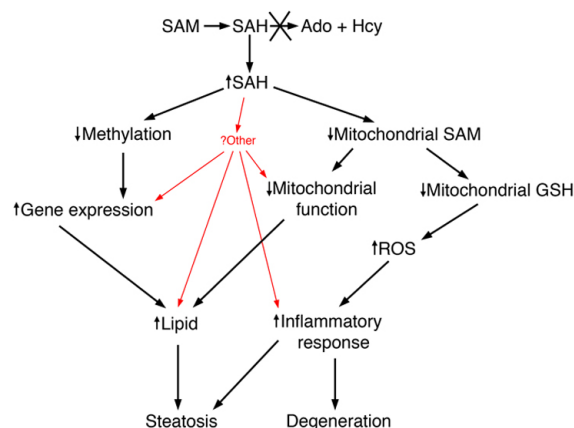 SAM SAH Ado + Hcy
↑SAH
↓Methylation ?Other ↓Mitochondrial SAM
↑Gene expression
↓Mitochondrial
function
↓Mitochondrial GSH
↑ROS
↑Lipid
↑Inflammatory
response
Steatosis Degeneration